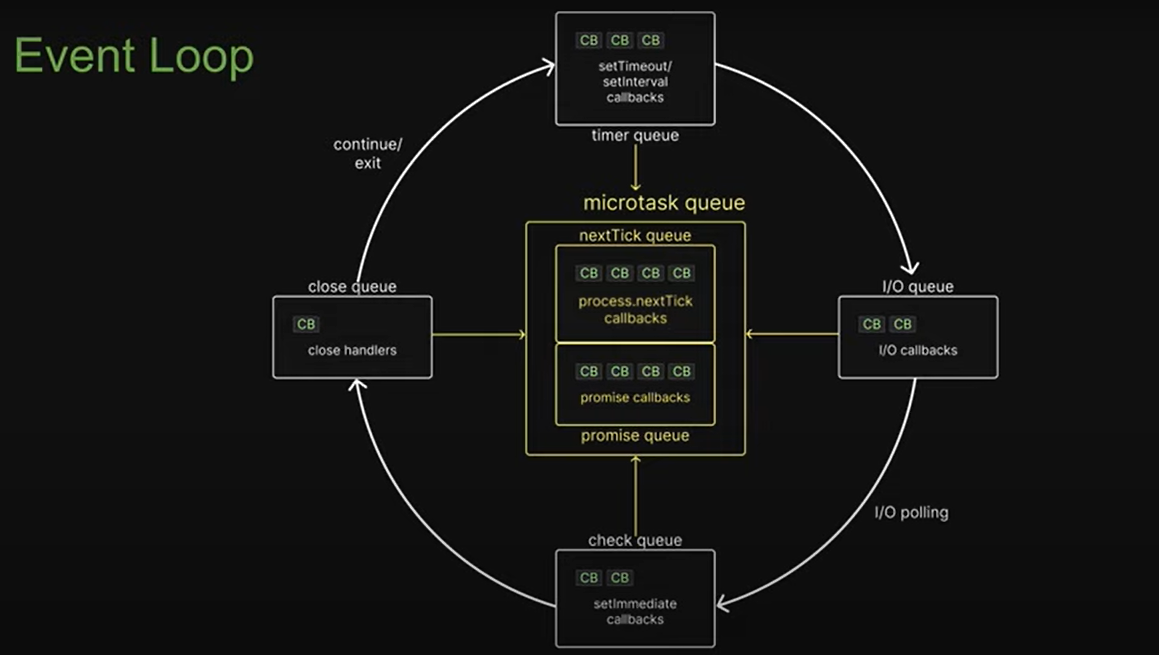 Event Loop
CB CB CB
setTimeout/
setInterval
callbacks
timer queue
continue/
exit
microtask queue
nextTick queue
CB CB CB CB
process.nextTick
callbacks
CB CB CB CB
promise callbacks
promise queue
close queue
CB
close handlers
I/O queue
CB CB
I/O callbacks
I/O polling
check queue
CB CB
setImmediate
callbacks